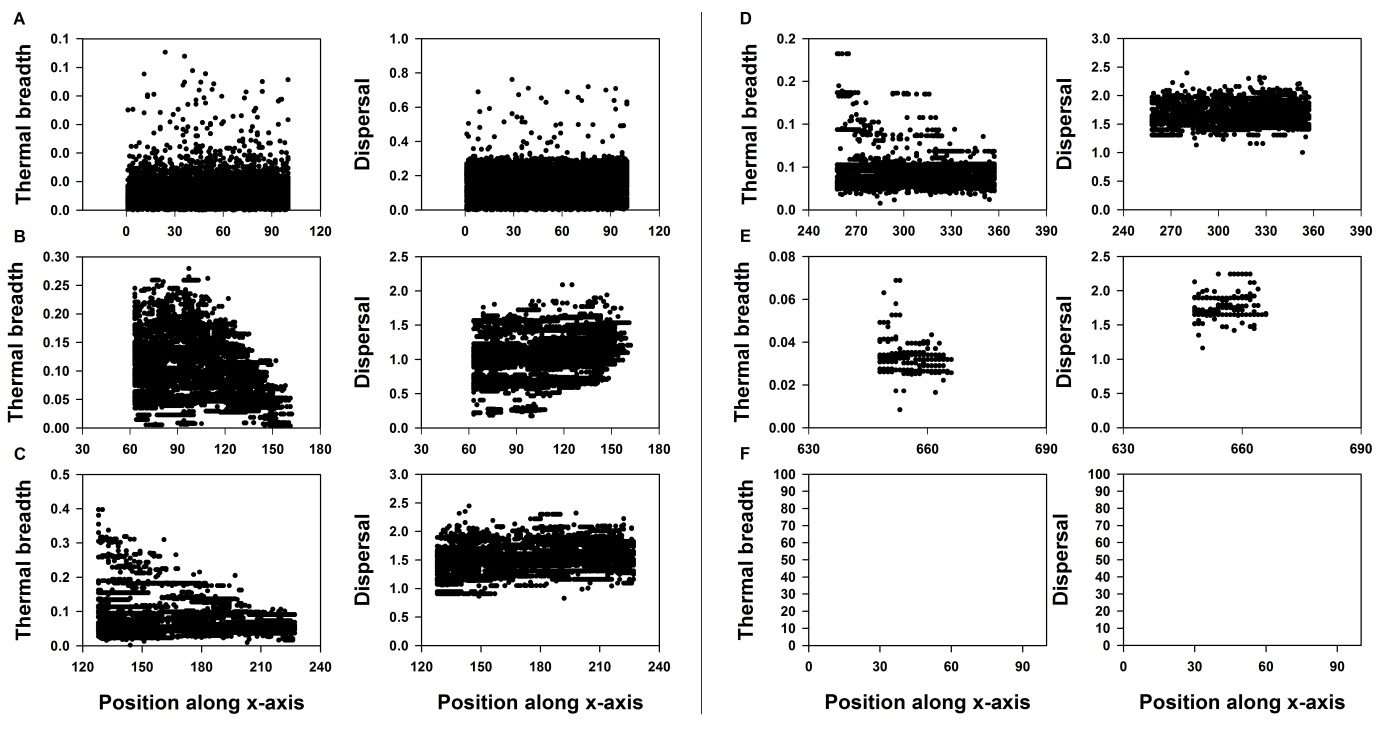 A
Thermal breadth
0.1
0.1
0.0
0.0
0.0
0.0
0.0
0 30 60 90 120
Dispersal
1.0
0.8
0.6
0.4
0.2
0.0
0 30 60 90 120
B
Thermal breadth
0.30
0.25
0.20
0.15
0.10
0.05
0.00
30 60 90 120 150 180
Dispersal
2.5
2.0
1.5
1.0
0.5
0.0
30 60 90 120 150 180
C
Thermal breadth
0.5
0.4
0.3
0.2
0.1
0.0
120 150 180 210 240
Position along x-axis
Dispersal
3.0
2.5
2.0
1.5
1.0
0.5
0.0
120 150 180 210 240
Position along x-axis
D
Thermal breadth
0.2
0.2
0.1
0.1
0.0
240 270 300 330 360 390
Dispersal
3.0
2.5
2.0
1.5
1.0
0.5
0.0
240 270 300 330 360 390
E
Thermal breadth
0.08
0.06
0.04
0.02
0.00
630 660 690
Dispersal
2.5
2.0
1.5
1.0
0.5
0.0
630 660 690
F
Thermal breadth
100
90
80
70
60
50
40
30
20
10
0
0 30 60 90
Position along x-axis
Dispersal
100
90
80
70
60
50
40
30
20
10
0
0 30 60 90
Position along x-axis